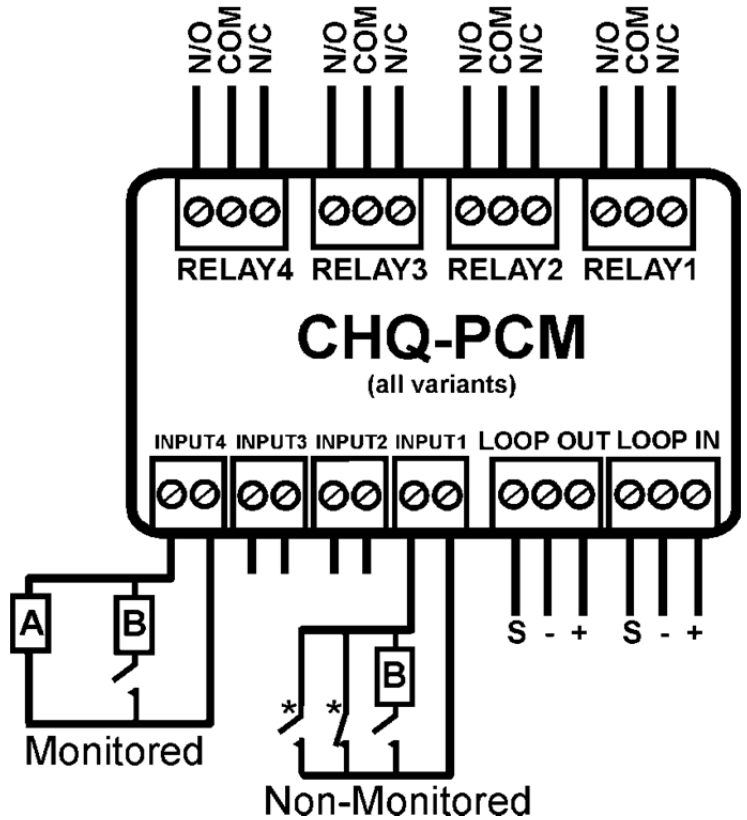 N/O COM N/C N/O COM N/C N/O COM N/C N/O COM N/C
RELAY4 RELAY3 RELAY2 RELAY1
CHQ-PCM
(all variants)
INPUT4 INPUT3 INPUT2 INPUT1 LOOP OUT LOOP IN
S - + S - +
A B
B
* *
Monitored
Non-Monitored